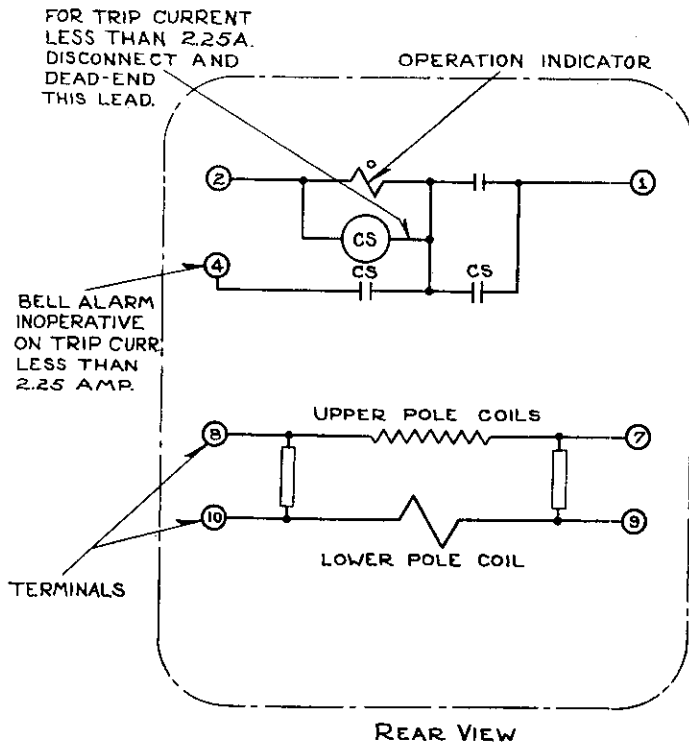 FOR TRIP CURRENT
LESS THAN 2.25A.
DISCONNECT AND
DEAD-END
THIS LEAD.
OPERATION INDICATOR
2
1
CS
4
CS
CS
BELL ALARM
INOPERATIVE
ON TRIP CURR.
LESS THAN
2.25 AMP.
UPPER POLE COILS
8
7
10
9
LOWER POLE COIL
TERMINALS
REAR VIEW